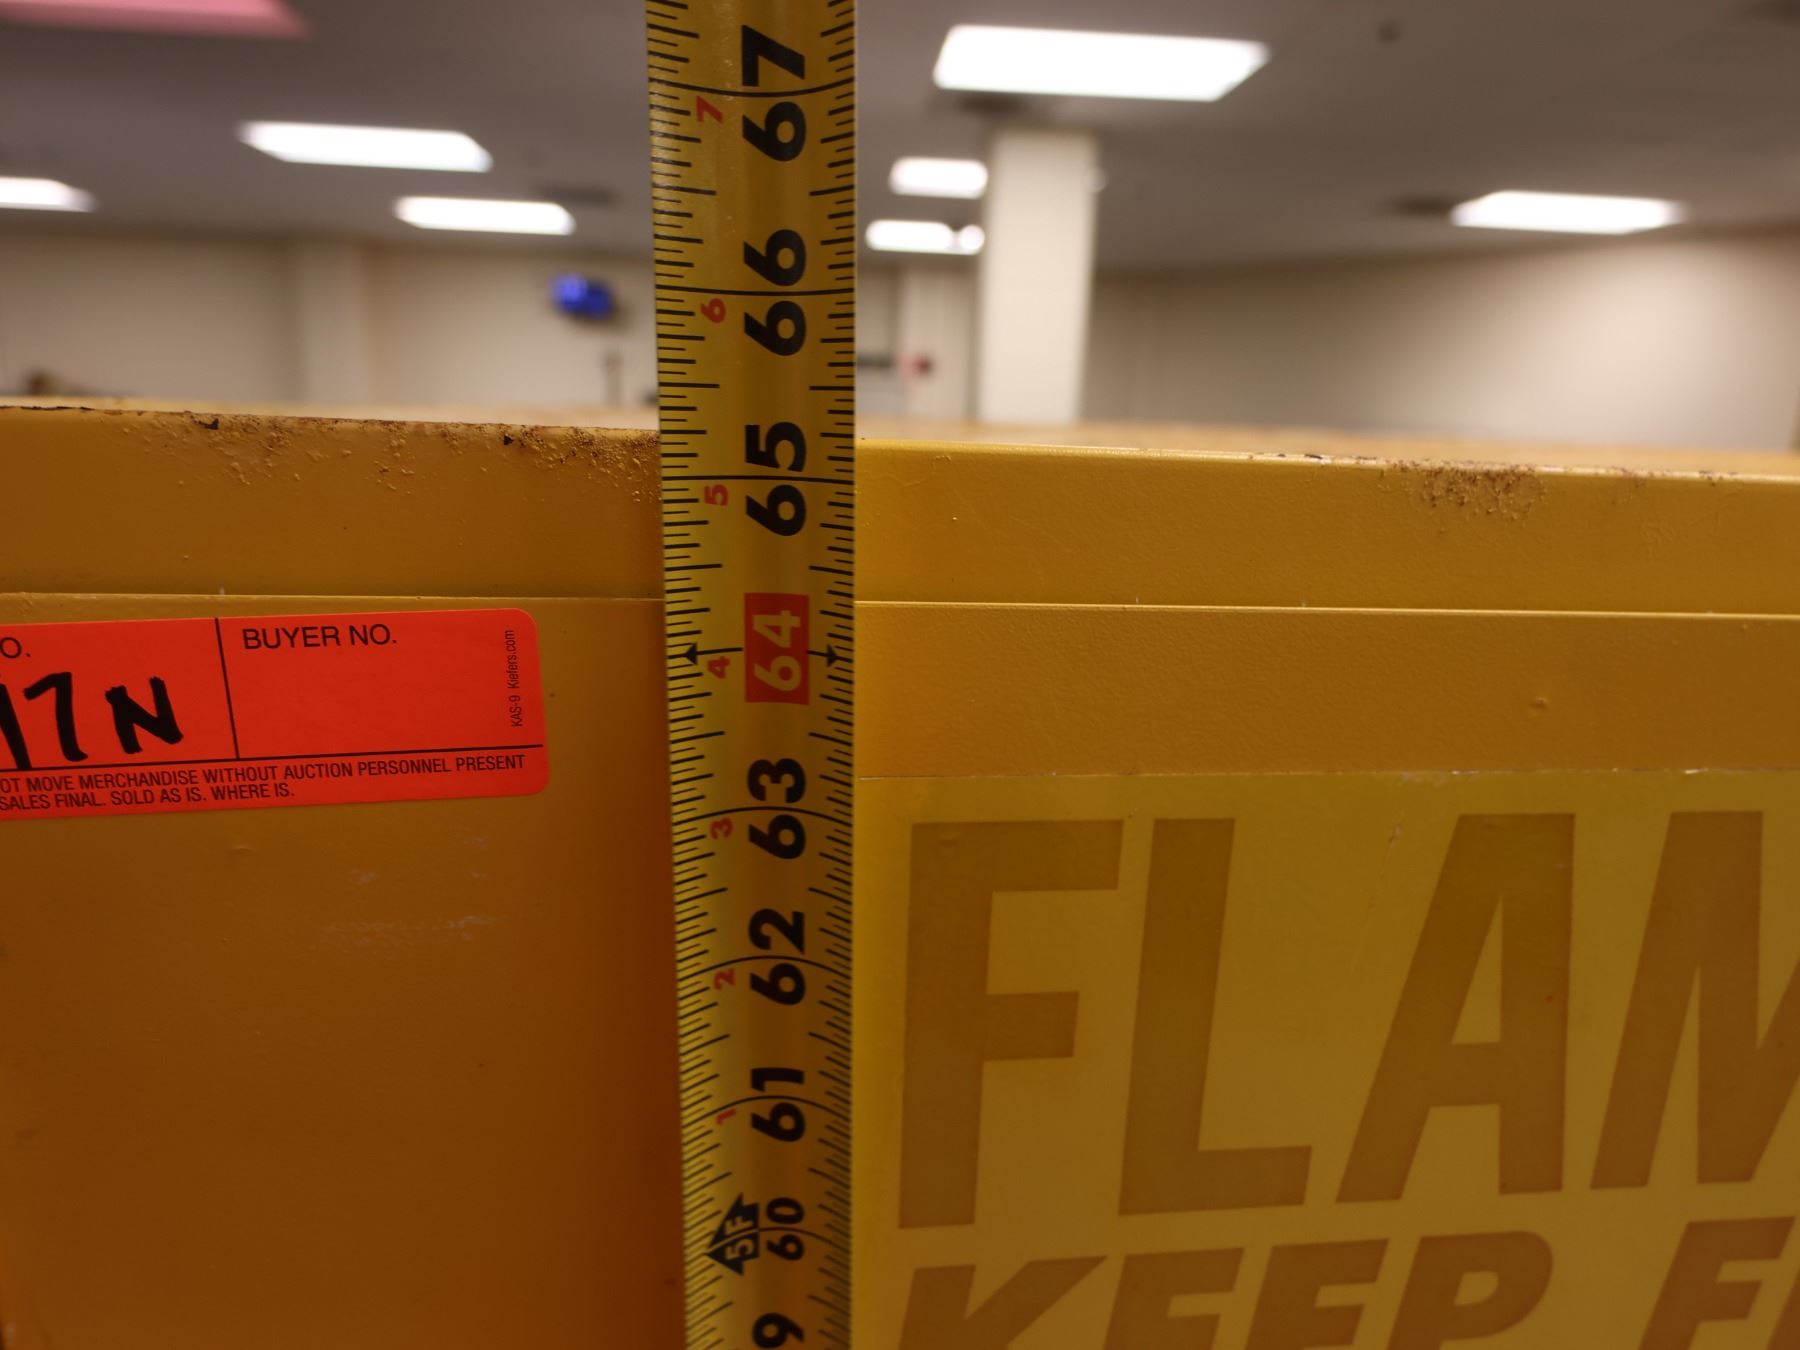 67
7
66
6
65
5
64
4
63
3
62
2
61
1
60
5F
9
O.
17N
BUYER NO.
KAS-9 Kiefers.com
OT MOVE MERCHANDISE WITHOUT AUCTION PERSONNEL PRESENT
SALES FINAL. SOLD AS IS. WHERE IS.
FLAM
KEEP F